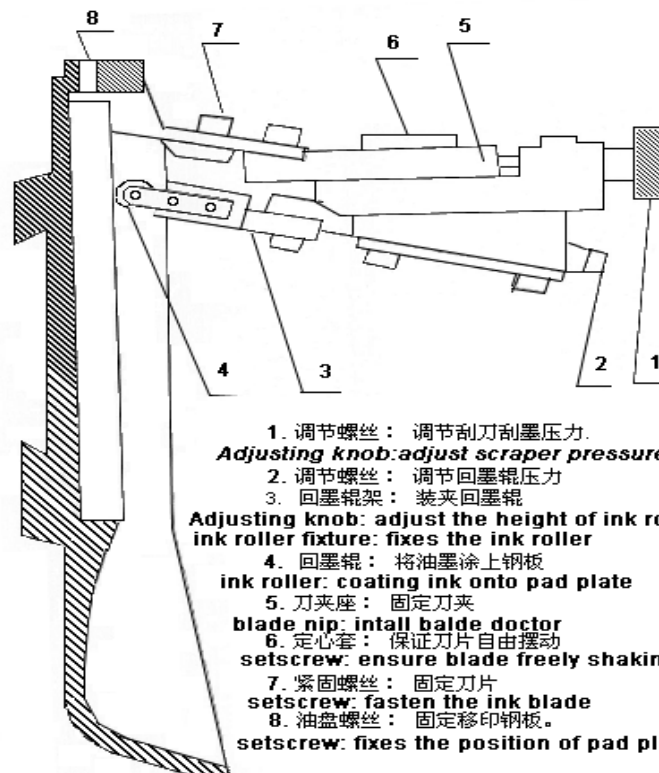 8
7
6
5
4
3
2
1
1. 调节螺丝： 调节刮刀刮墨压力.
Adjusting knob:adjust scraper pressure
2. 调节螺丝： 调节回墨辊压力
3. 回墨辊架： 装夹回墨辊
Adjusting knob: adjust the height of ink ro
ink roller fixture: fixes the ink roller
4. 回墨辊： 将油墨涂上钢板
ink roller: coating ink onto pad plate
5. 刀夹座： 固定刀夹
blade nip: intall balde doctor
6. 定心套： 保证刀片自由摆动
setscrew: ensure blade freely shakin
7. 紧固螺丝： 固定刀片
setscrew: fasten the ink blade
8. 油盘螺丝： 固定移印钢板。
setscrew: fixes the position of pad pl